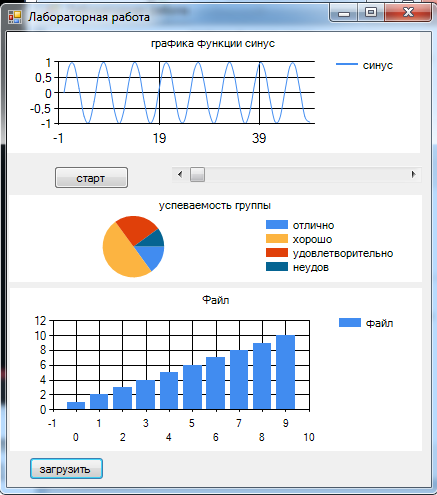 Лабораторная работа
графика функции синус
1
0,5
0
-0,5
-1
-1 19 39
синус
старт
успеваемость группы
отлично
хорошо
удовлетворительно
неудов
Файл
12
10
8
6
4
2
0
-1 1 3 5 7 9
0 2 4 6 8 10
файл
загрузить